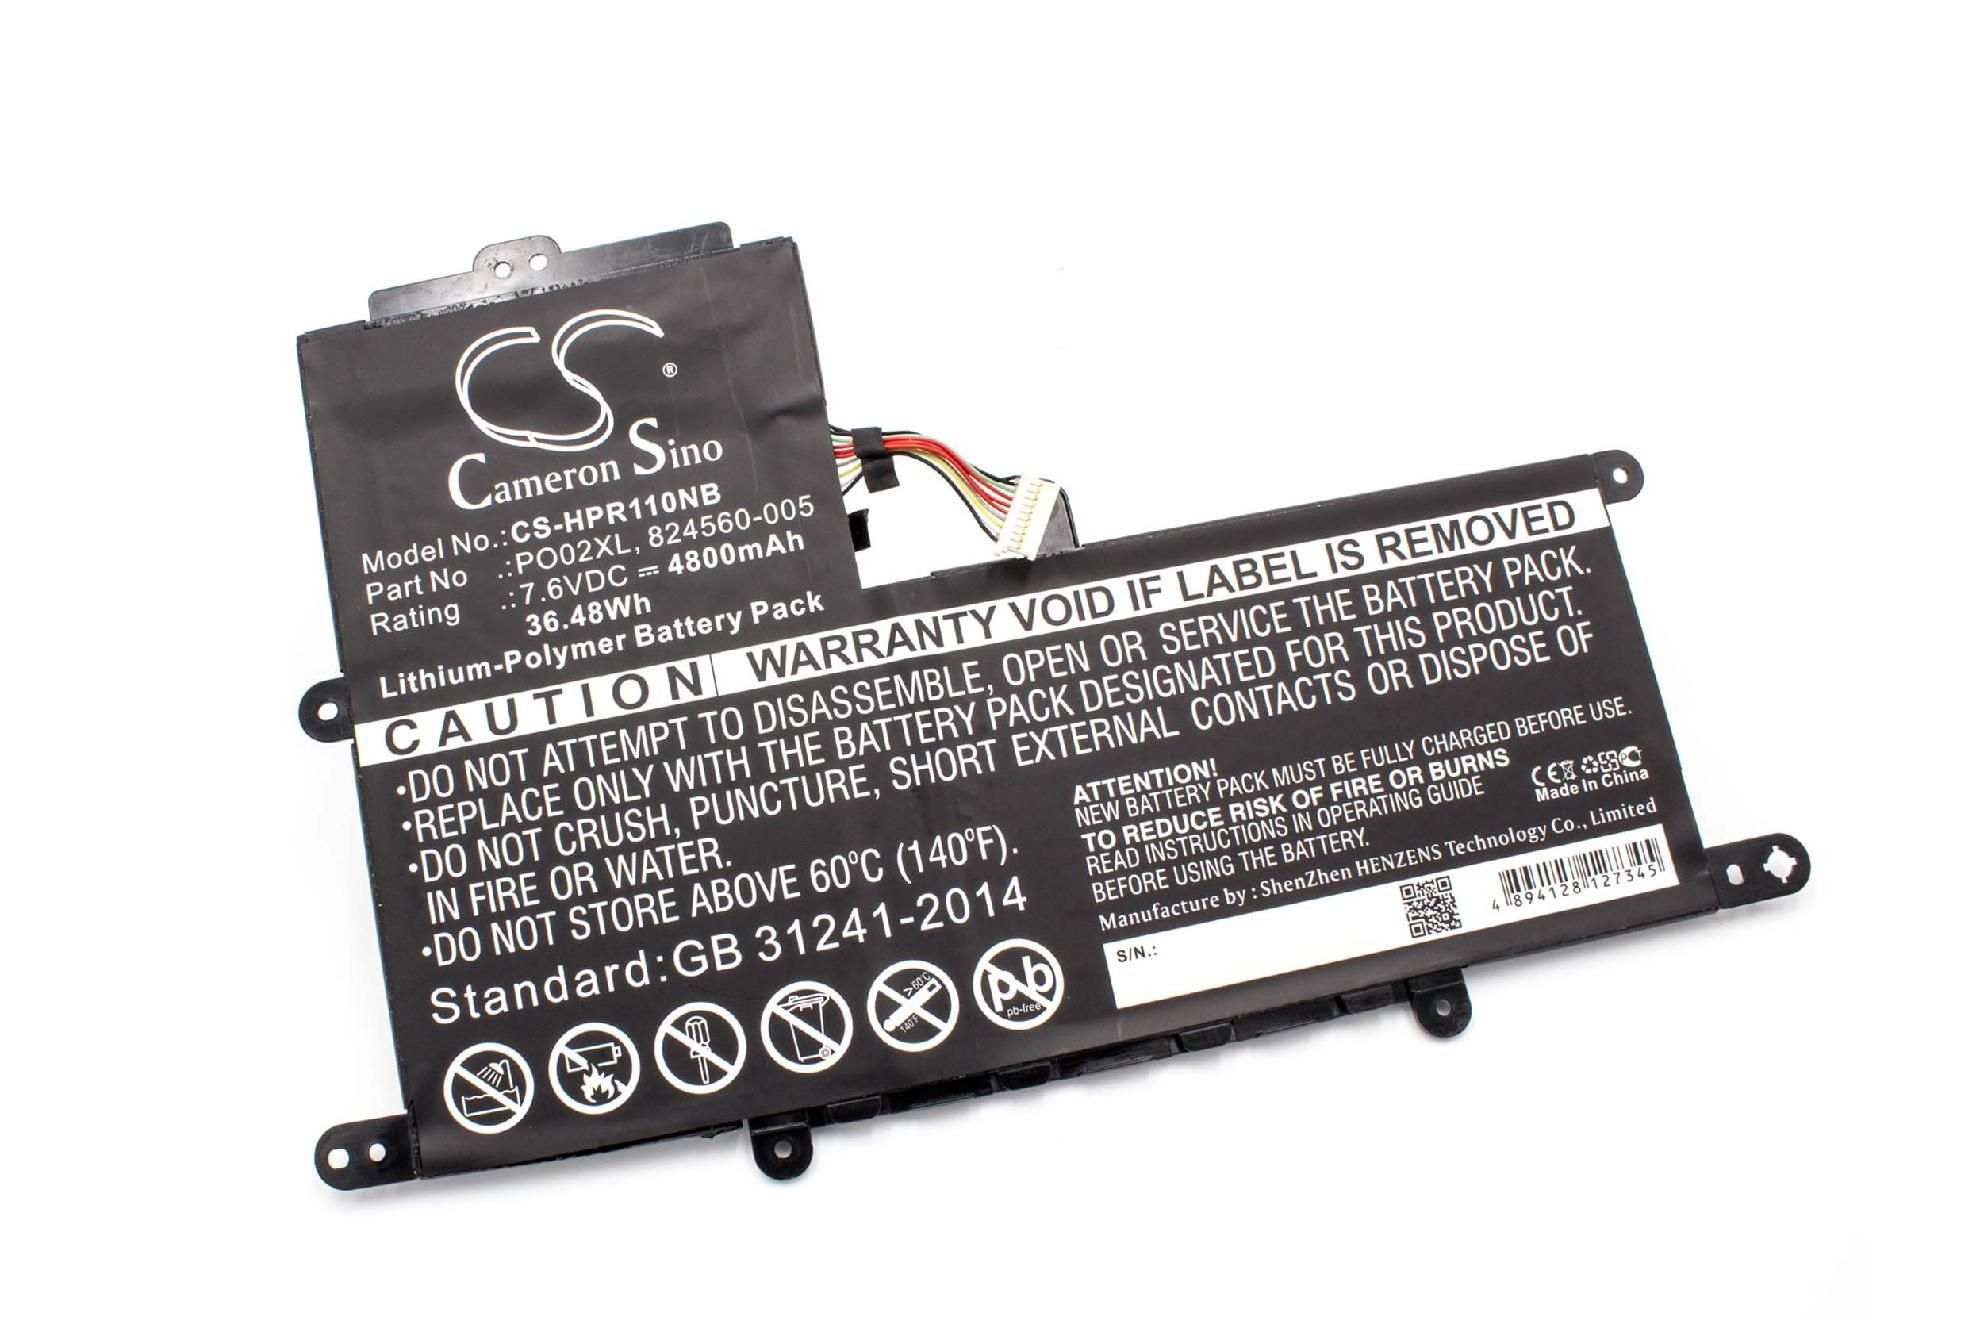 CS®
Cameron Sino
Model No.:CS-HPR110NB
Part No .:PO02XL, 824560-005
Rating .:7.6VDC ⎓ 4800mAh
36.48Wh
Lithium-Polymer Battery Pack
CAUTION WARRANTY VOID IF LABEL IS REMOVED
•DO NOT ATTEMPT TO DISASSEMBLE, OPEN OR SERVICE THE BATTERY PACK.
•REPLACE ONLY WITH THE BATTERY PACK DESIGNATED FOR THIS PRODUCT.
•DO NOT CRUSH, PUNCTURE, SHORT EXTERNAL CONTACTS OR DISPOSE OF
IN FIRE OR WATER.
•DO NOT STORE ABOVE 60ºC (140ºF).
Standard:GB 31241-2014
>60°C
140°F
pb
pb-free
ATTENTION!
NEW BATTERY PACK MUST BE FULLY CHARGED BEFORE USE.
TO REDUCE RISK OF FIRE OR BURNS
READ INSTRUCTIONS IN OPERATING GUIDE
BEFORE USING THE BATTERY.
CE
Made In China
Manufacture by : ShenZhen HENZENS Technology Co., Limited
S/N.:
4 894128 127345